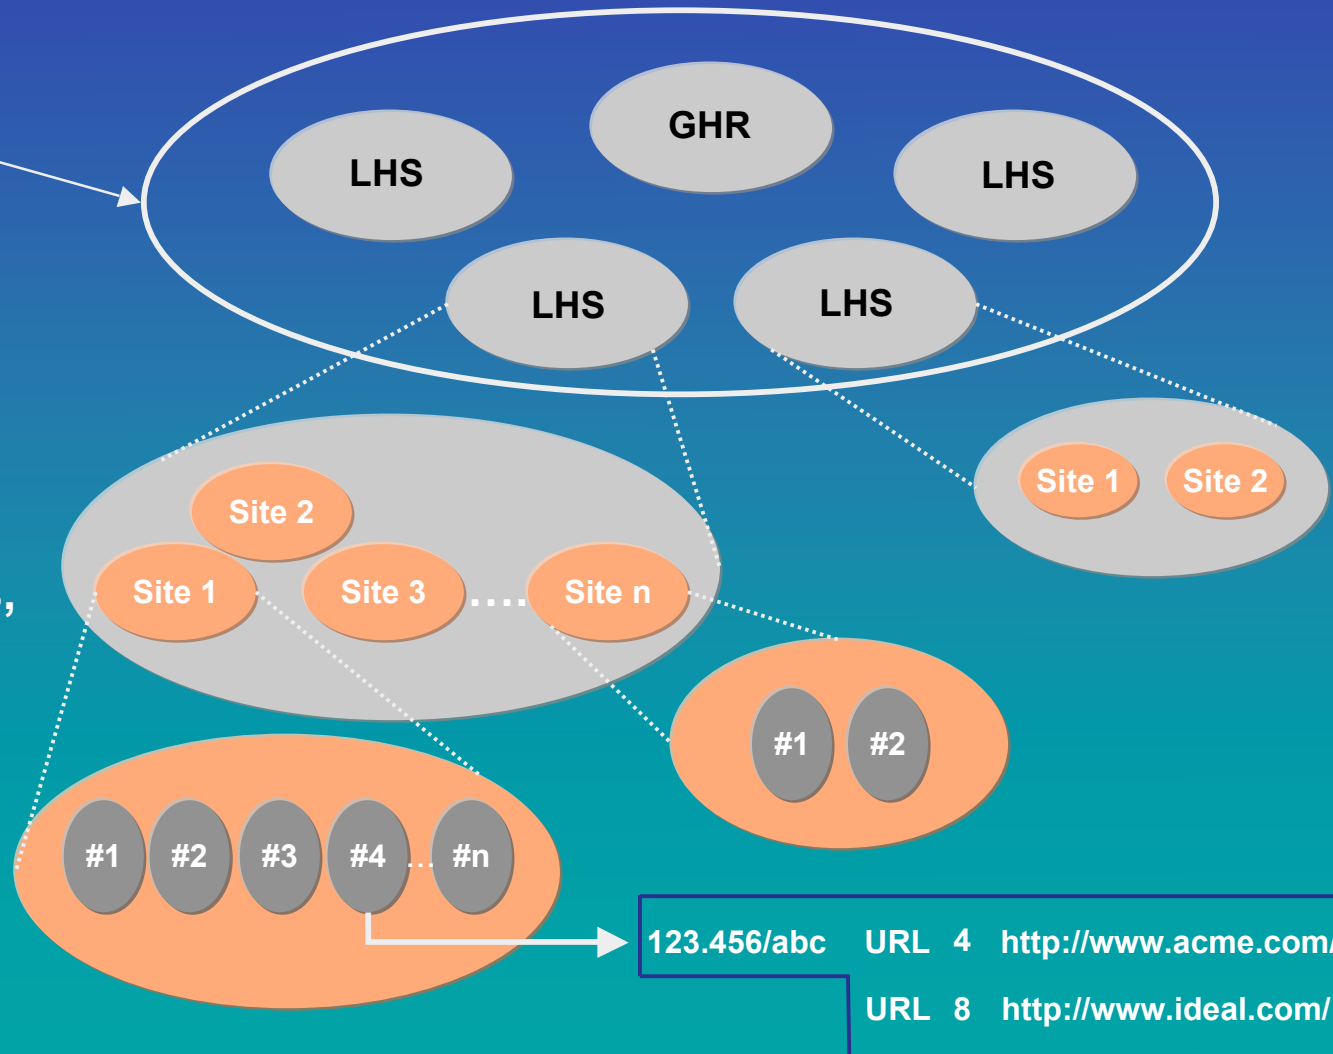 GHR
LHS
LHS
LHS
LHS
Site 1 Site 2
Site 2
Site 1 Site 3 .... Site n
,
#1 #2
#1 #2 #3 #4 ... #n
123.456/abc URL 4 http://www.acme.com/
URL 8 http://www.ideal.com/